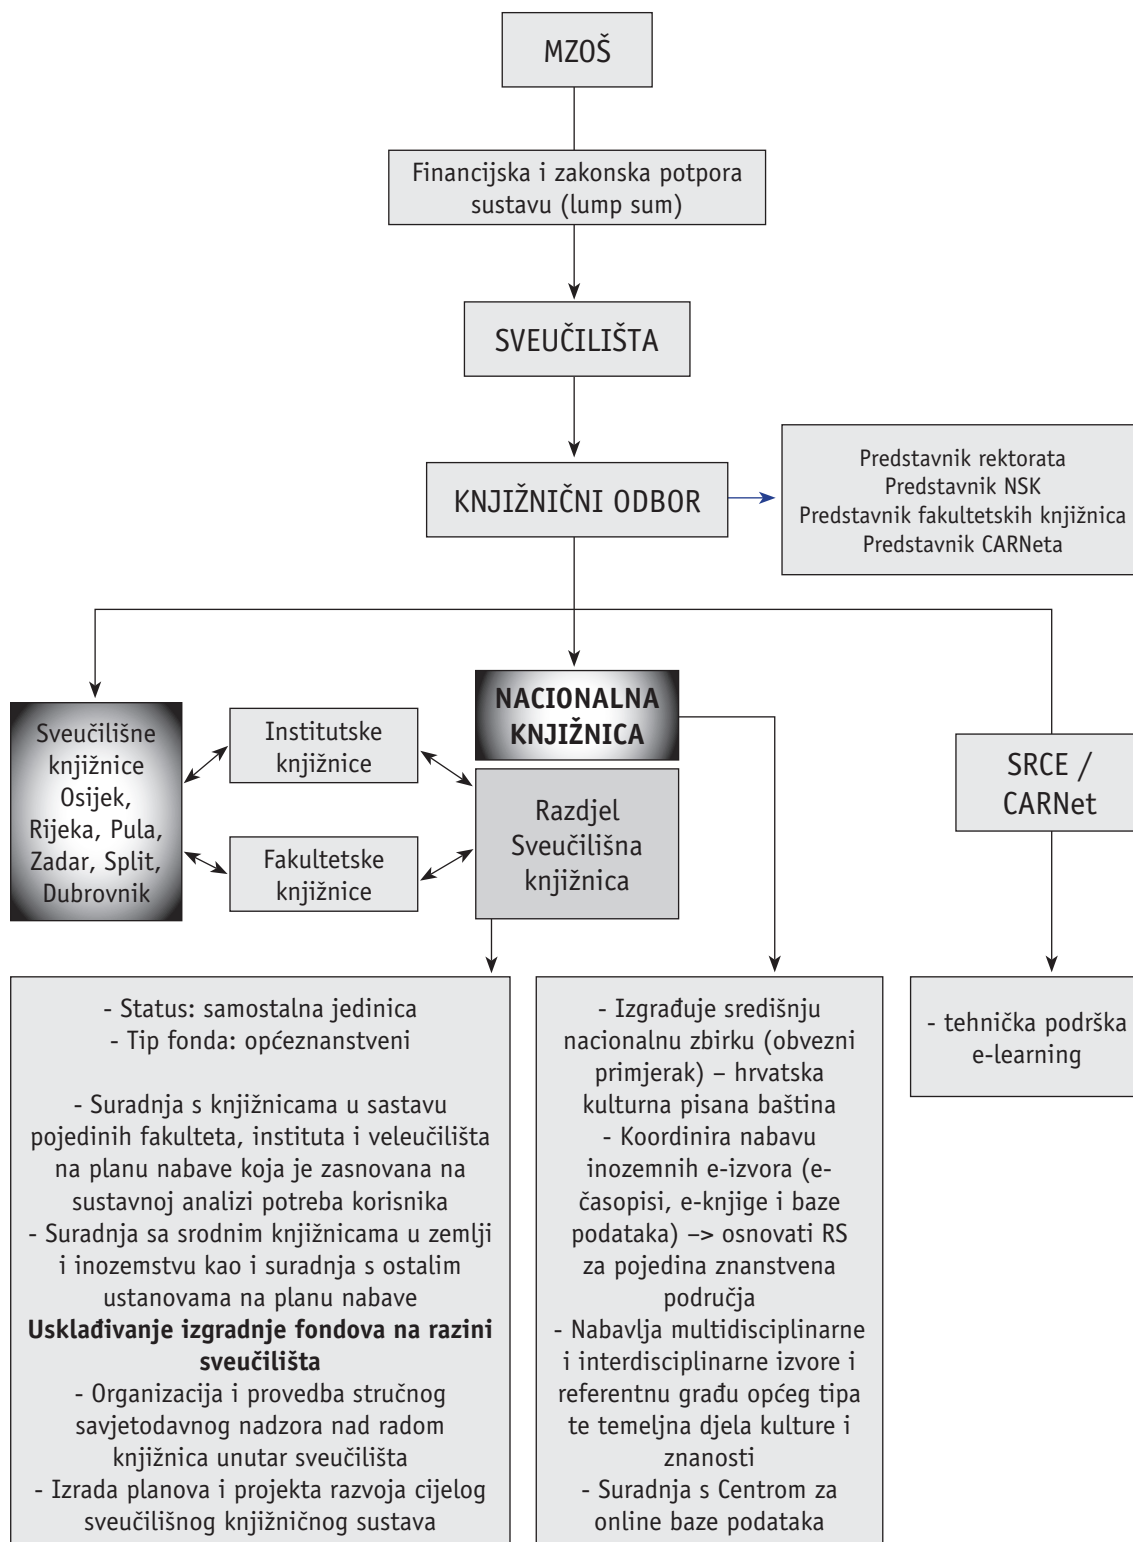 MZOŠ
Financijska i zakonska potpora
sustavu (lump sum)
SVEUČILIŠTA
KNJIŽNIČNI ODBOR
Predstavnik rektorata
Predstavnik NSK
Predstavnik fakultetskih knjižnica
Predstavnik CARNeta
Sveučilišne
knjižnice
Osijek,
Rijeka, Pula,
Zadar, Split,
Dubrovnik
Institutske
knjižnice
Fakultetske
knjižnice
NACIONALNA
KNJIŽNICA
Razdjel
Sveučilišna
knjižnica
SRCE /
CARNet
- Status: samostalna jedinica
- Tip fonda: općeznanstveni
- Suradnja s knjižnicama u sastavu
pojedinih fakulteta, instituta i veleučilišta
na planu nabave koja je zasnovana na
sustavnoj analizi potreba korisnika
- Suradnja sa srodnim knjižnicama u zemlji
i inozemstvu kao i suradnja s ostalim
ustanovama na planu nabave
Usklađivanje izgradnje fondova na razini
sveučilišta
- Organizacija i provedba stručnog
savjetodavnog nadzora nad radom
knjižnica unutar sveučilišta
- Izrada planova i projekta razvoja cijelog
sveučilišnog knjižničnog sustava
- Izgrađuje središnju
nacionalnu zbirku (obvezni
primjerak) – hrvatska
kulturna pisana baština
- Koordinira nabavu
inozemnih e-izvora (e-
časopisi, e-knjige i baze
podataka) –> osnovati RS
za pojedina znanstvena
područja
- Nabavlja multidisciplinarne
i interdisciplinarne izvore i
referentnu građu općeg tipa
te temeljna djela kulture i
znanosti
- Suradnja s Centrom za
online baze podataka
- tehnička podrška
e-learning